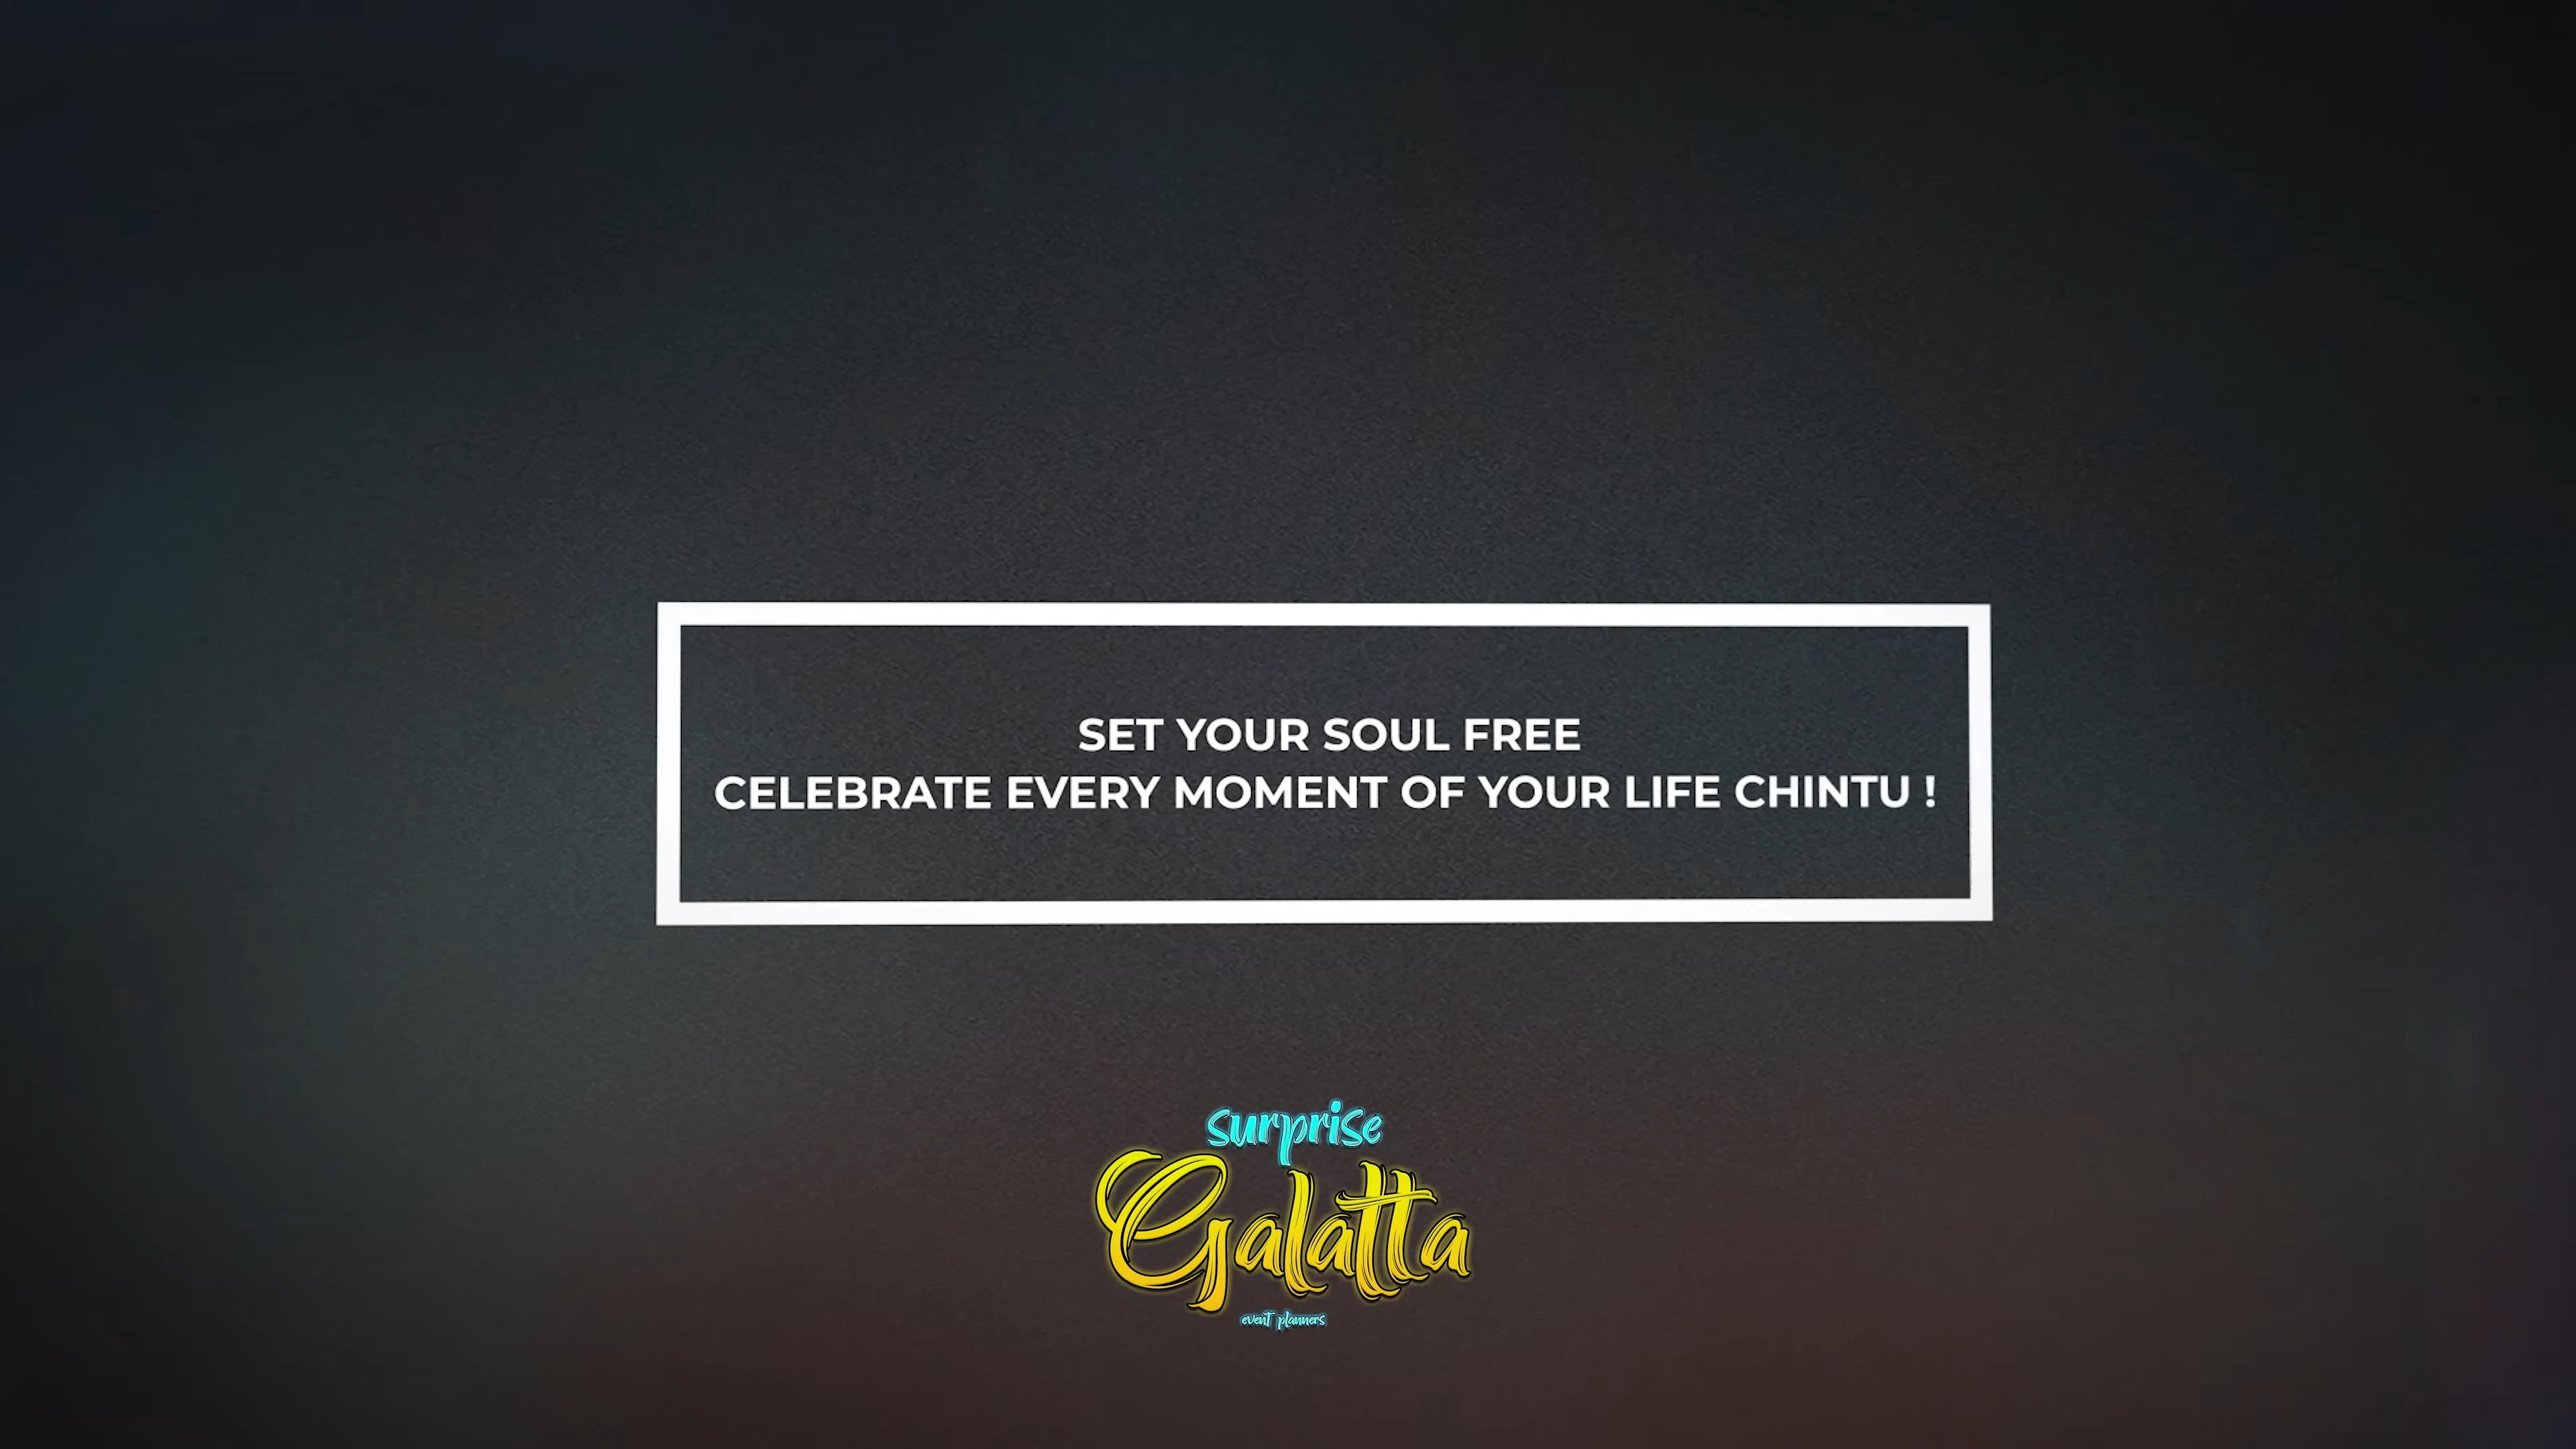 SET YOUR SOUL FREE
CELEBRATE EVERY MOMENT OF YOUR LIFE CHINTU !
surprise
Galatta
event planners